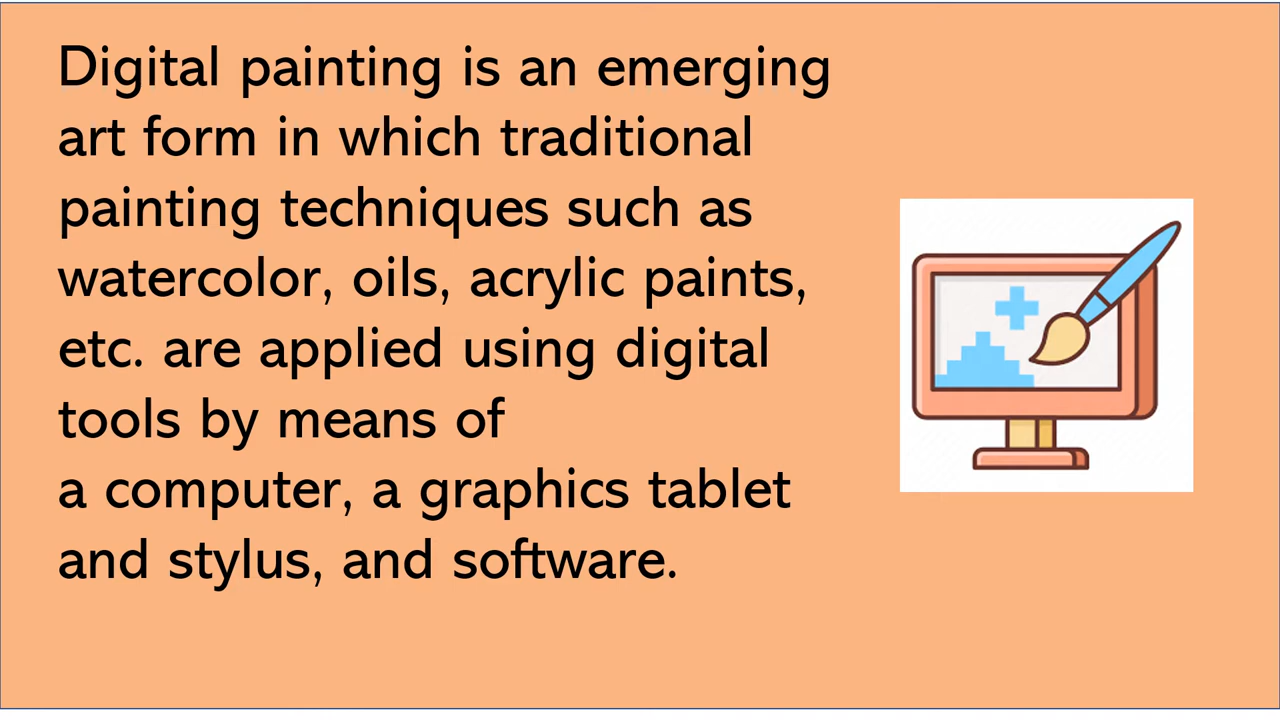 Digital painting is an emerging
art form in which traditional
painting techniques such as
watercolor, oils, acrylic paints,
etc. are applied using digital
tools by means of
a computer, a graphics tablet
and stylus, and software.